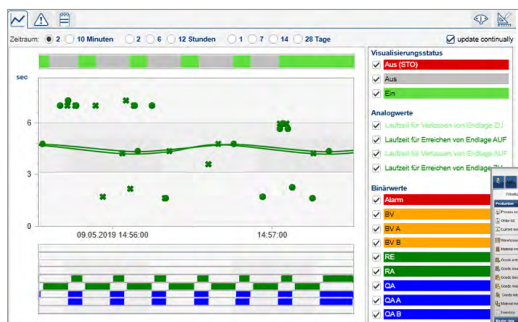 Zeitraum: 2 10 Minuten 2 6 12 Stunden 1 7 14 28 Tage update continually
Visualisierungsstatus
Aus (STO)
Aus
Ein
Analogwerte
Laufzeit für Verlassen von Endlage ZU
Laufzeit für Erreichen von Endlage AUF
Laufzeit für Verlassen von Endlage AUF
Laufzeit für Erreichen von Endlage ZU
Binärwerte
Alarm
BV
BV A
BV B
RE
RA
QA
QA A
QA B
sec
6
3
0
09.05.2019 14:56:00 14:57:00